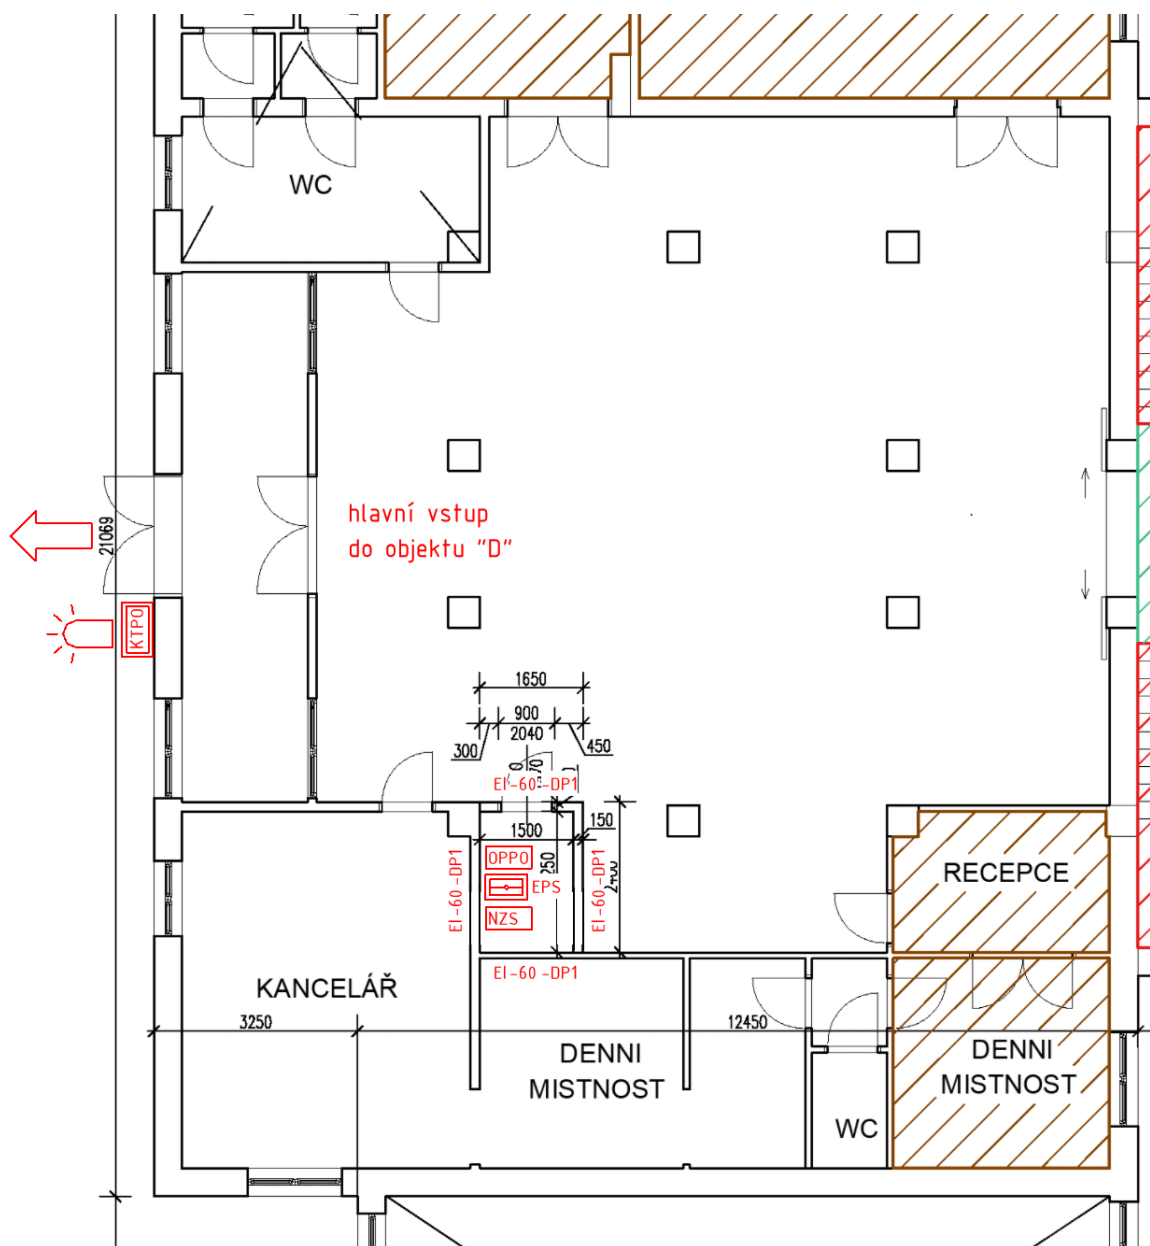 WC
hlavní vstup
do objektu "D"
21069
KTPO
1650
900
2040
300
450
EI-60-DP1
1500
150
OPPO
EPS
NZS
EI-60-DP1
EI-60-DP1
EI-60-DP1
RECEPCE
KANCELÁŘ
3250
12450
DENNI
MISTNOST
DENNI
MISTNOST
WC